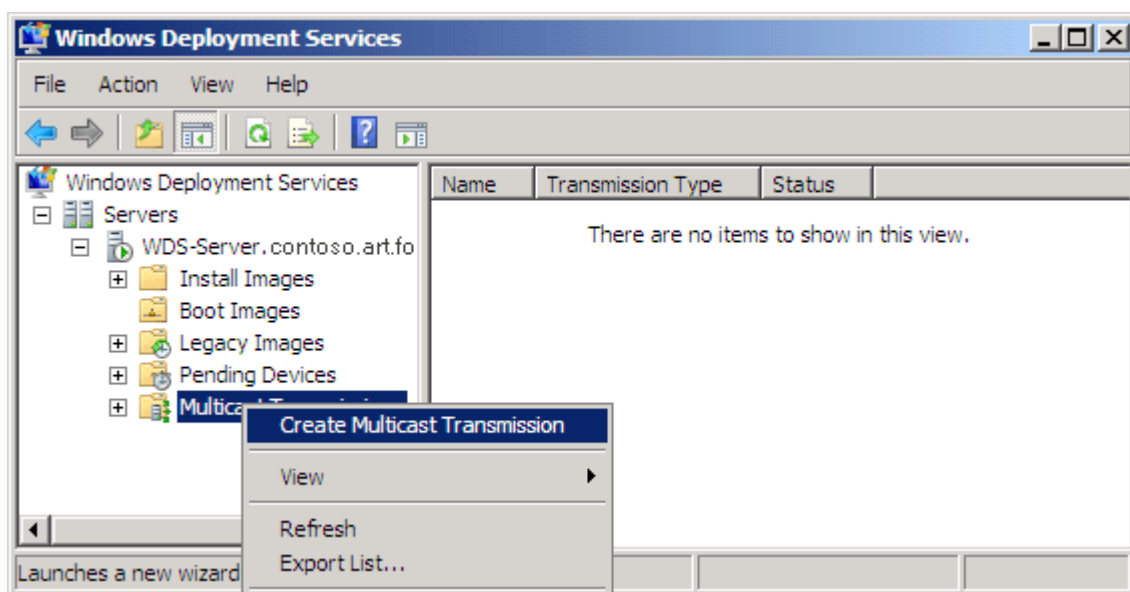 Windows Deployment Services
File Action View Help
Windows Deployment Services
Name Transmission Type Status
Servers
There are no items to show in this view.
WDS-Server.contoso.art.fo
Install Images
Boot Images
Legacy Images
Pending Devices
Create Multicast Transmission
View
Refresh
Export List...
Launches a new wizard